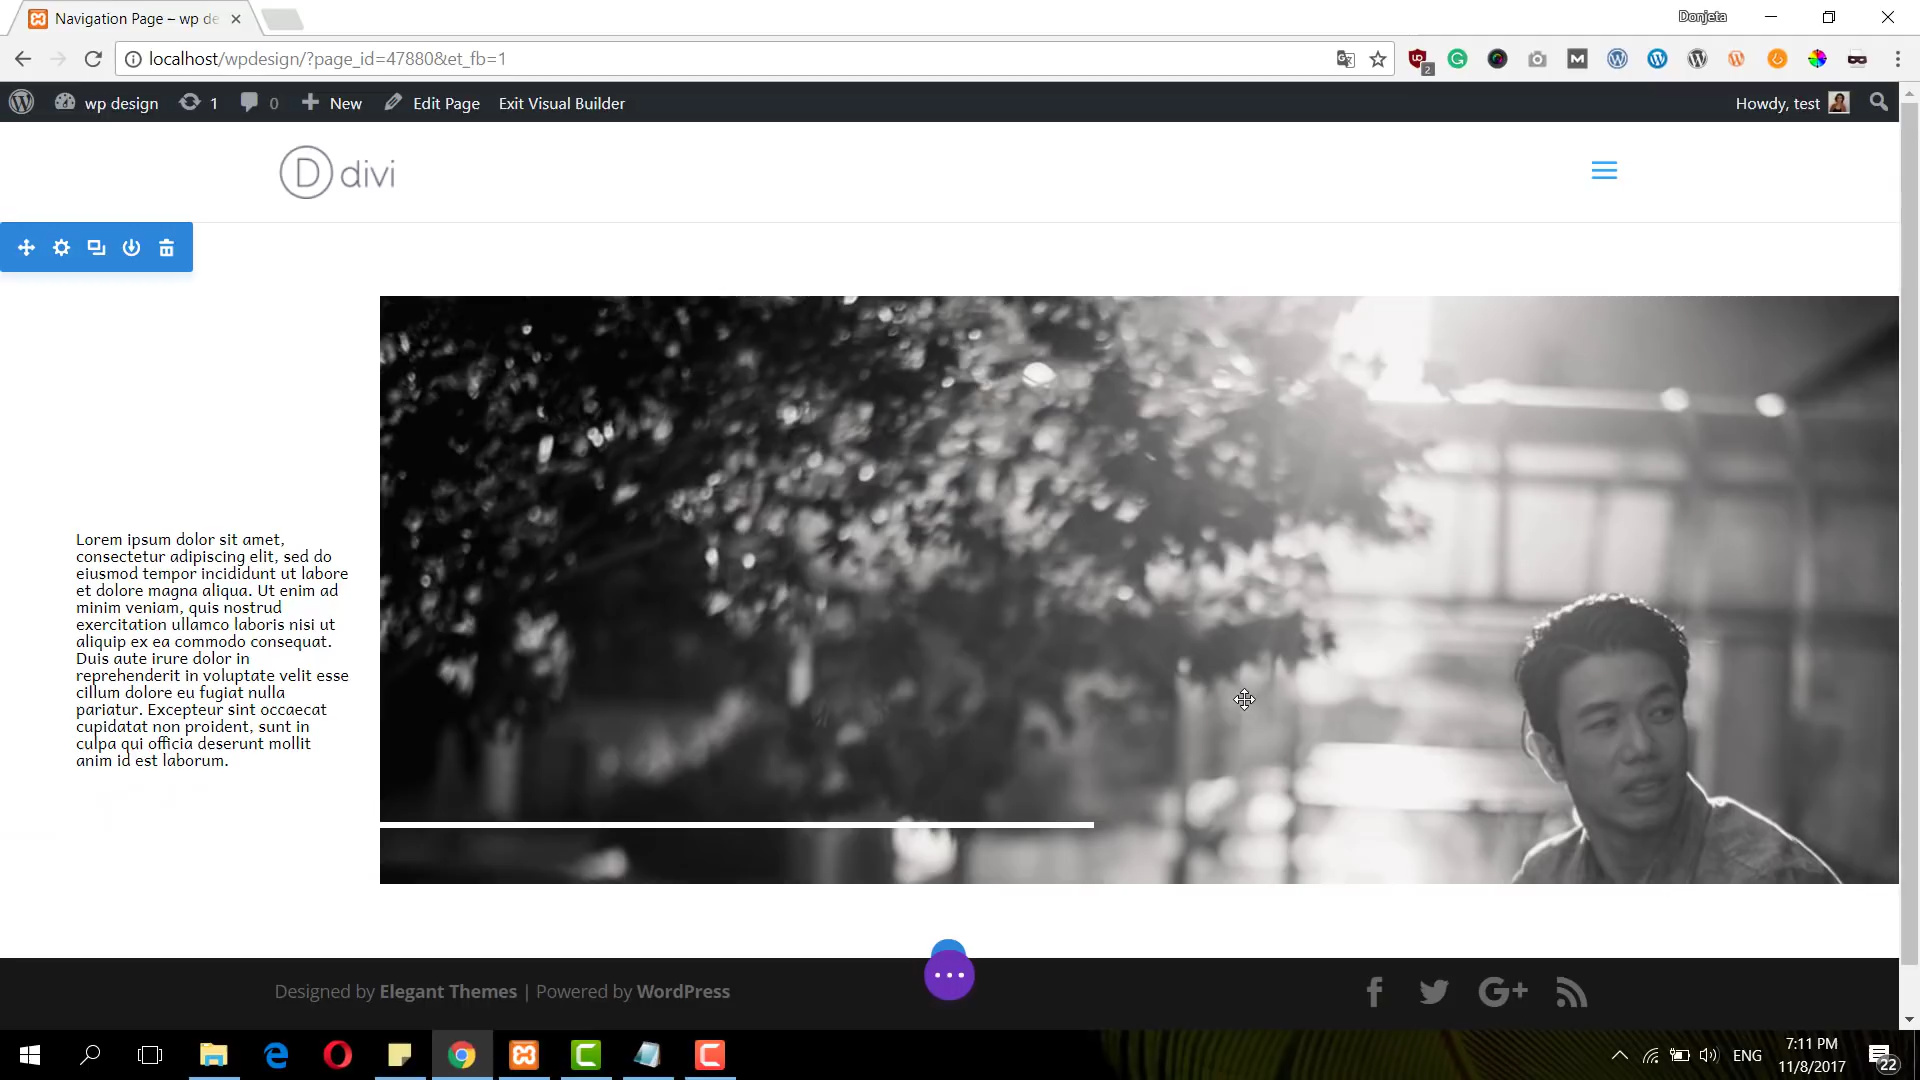 Navigation Page – wp de
Donjeta
localhost/wpdesign/?page_id=47880&et_fb=1
2
wp design 1 0 New Edit Page Exit Visual Builder
Howdy, test
D divi
Lorem ipsum dolor sit amet,
consectetur adipiscing elit, sed do
eiusmod tempor incididunt ut labore
et dolore magna aliqua. Ut enim ad
minim veniam, quis nostrud
exercitation ullamco laboris nisi ut
aliquip ex ea commodo consequat.
Duis aute irure dolor in
reprehenderit in voluptate velit esse
cillum dolore eu fugiat nulla
pariatur. Excepteur sint occaecat
cupidatat non proident, sunt in
culpa qui officia deserunt mollit
anim id est laborum.
Designed by Elegant Themes | Powered by WordPress
ENG
7:11 PM
11/8/2017
22